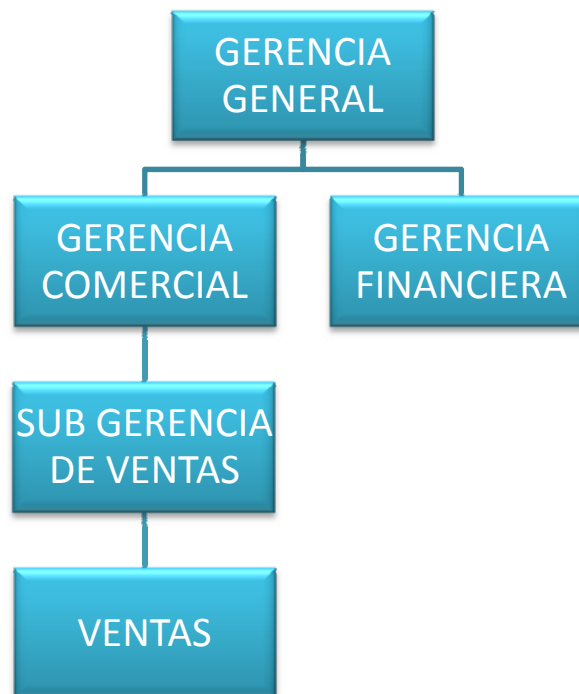 GERENCIA
GENERAL
GERENCIA
COMERCIAL
GERENCIA
FINANCIERA
SUB GERENCIA
DE VENTAS
VENTAS